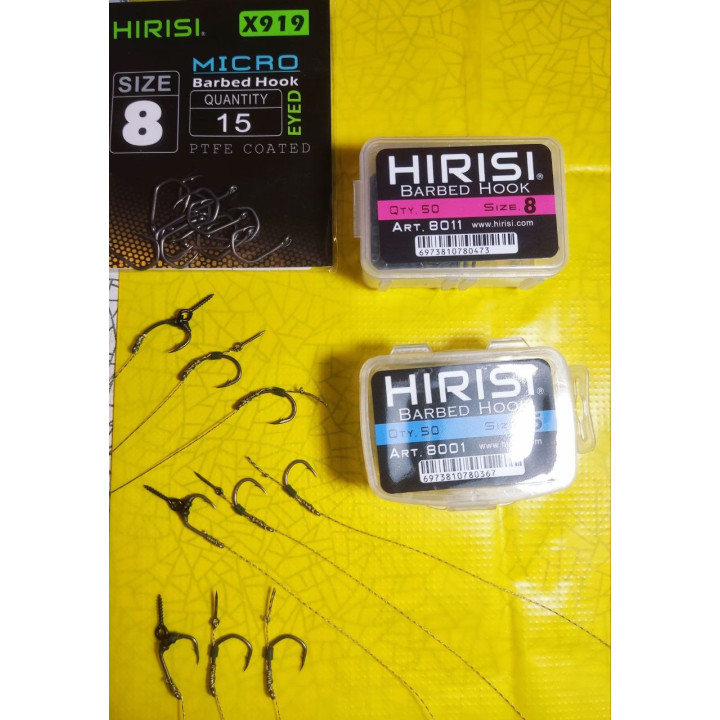 HIRISI
X919
MICRO
Barbed Hook
SIZE
8
QUANTITY
15
EYED
PTFE COATED
HIRISI®
BARBED HOOK
QTY. 50 SIZE. 8
ART. 8011 www.hirisi.com
6973810780473
HIRISI®
BARBED HOOK
QTY. 50
ART. 8001
6973810780367